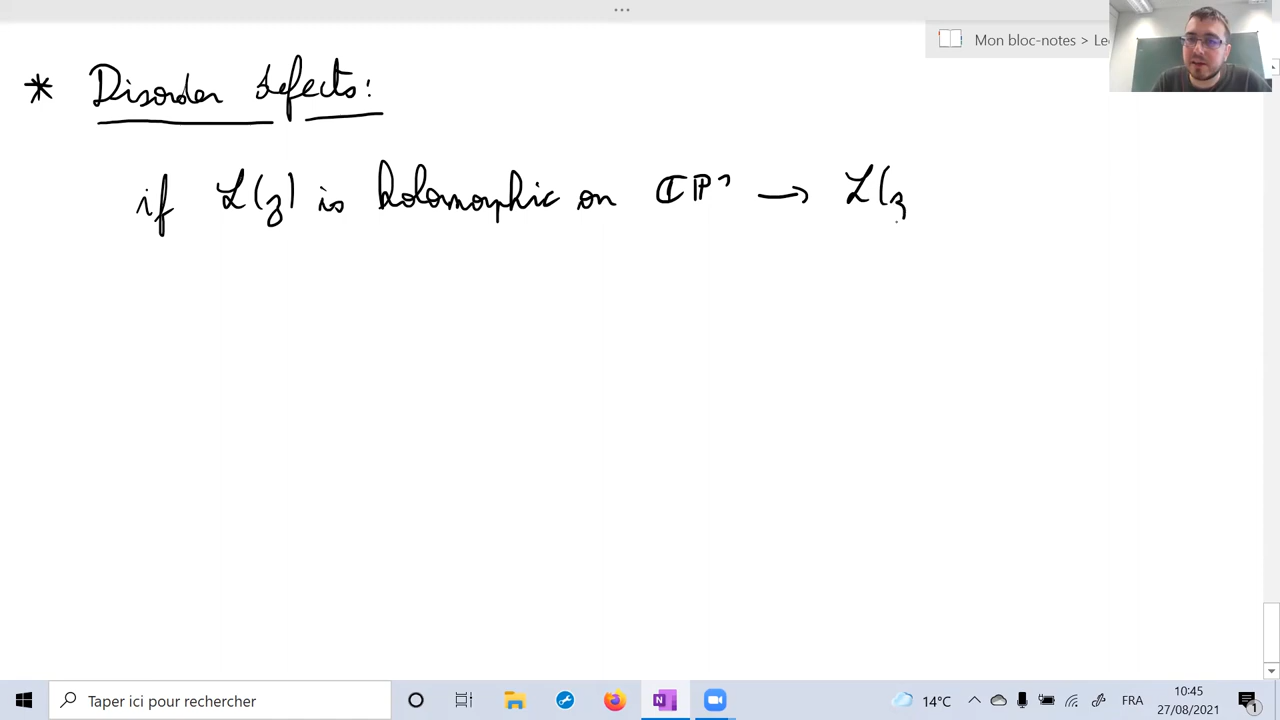 Mon bloc-notes > Le
* Disorder defects:
if ℒ(z) is holomorphic on ℂℙ¹ → ℒ(z
Taper ici pour rechercher
14°C
FRA
10:45
27/08/2021
1